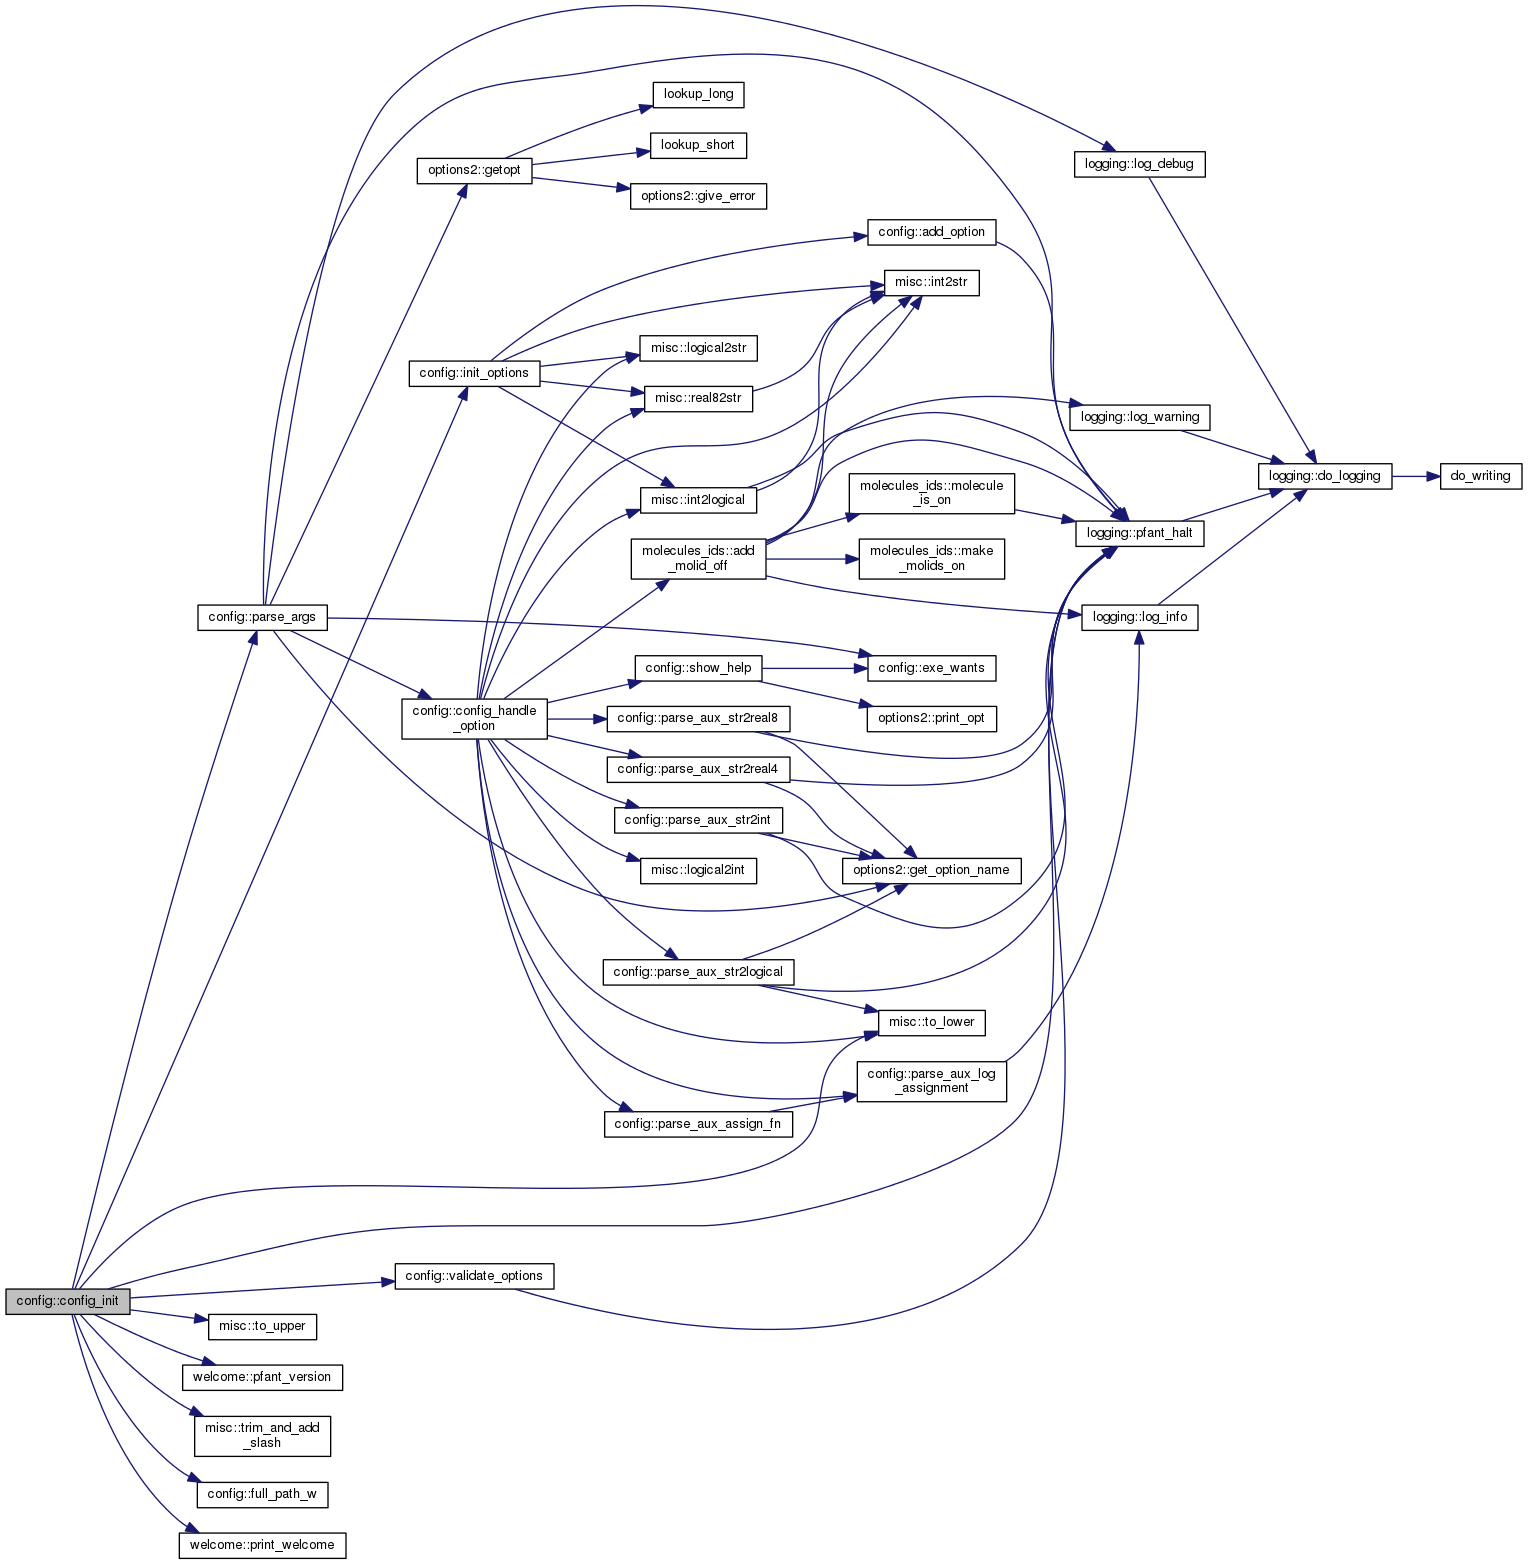 lookup_long
lookup_short
options2::getopt
logging::log_debug
options2::give_error
config::add_option
misc::int2str
misc::logical2str
config::init_options
misc::real82str
logging::log_warning
logging::do_logging
do_writing
misc::int2logical
molecules_ids::molecule
_is_on
logging::pfant_halt
molecules_ids::add
_molid_off
molecules_ids::make
_molids_on
config::parse_args
logging::log_info
config::show_help
config::exe_wants
config::config_handle
_option
config::parse_aux_str2real8
options2::print_opt
config::parse_aux_str2real4
config::parse_aux_str2int
misc::logical2int
options2::get_option_name
config::parse_aux_str2logical
misc::to_lower
config::parse_aux_log
_assignment
config::parse_aux_assign_fn
config::validate_options
config::config_init
misc::to_upper
welcome::pfant_version
misc::trim_and_add
_slash
config::full_path_w
welcome::print_welcome